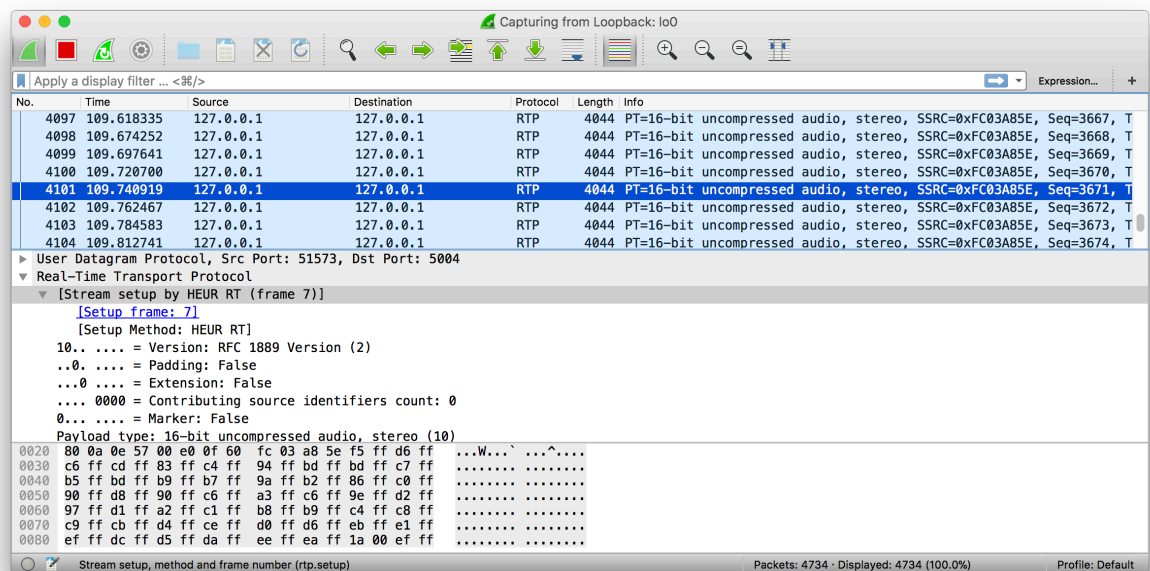 Capturing from Loopback: lo0
Apply a display filter ... <⌘/>
Expression...
+
No. Time Source Destination Protocol Length Info
4097 109.618335 127.0.0.1 127.0.0.1 RTP 4044 PT=16-bit uncompressed audio, stereo, SSRC=0xFC03A85E, Seq=3667, T
4098 109.674252 127.0.0.1 127.0.0.1 RTP 4044 PT=16-bit uncompressed audio, stereo, SSRC=0xFC03A85E, Seq=3668, T
4099 109.697641 127.0.0.1 127.0.0.1 RTP 4044 PT=16-bit uncompressed audio, stereo, SSRC=0xFC03A85E, Seq=3669, T
4100 109.720700 127.0.0.1 127.0.0.1 RTP 4044 PT=16-bit uncompressed audio, stereo, SSRC=0xFC03A85E, Seq=3670, T
4101 109.740919 127.0.0.1 127.0.0.1 RTP 4044 PT=16-bit uncompressed audio, stereo, SSRC=0xFC03A85E, Seq=3671, T
4102 109.762467 127.0.0.1 127.0.0.1 RTP 4044 PT=16-bit uncompressed audio, stereo, SSRC=0xFC03A85E, Seq=3672, T
4103 109.784583 127.0.0.1 127.0.0.1 RTP 4044 PT=16-bit uncompressed audio, stereo, SSRC=0xFC03A85E, Seq=3673, T
4104 109.812741 127.0.0.1 127.0.0.1 RTP 4044 PT=16-bit uncompressed audio, stereo, SSRC=0xFC03A85E, Seq=3674, T
User Datagram Protocol, Src Port: 51573, Dst Port: 5004
Real-Time Transport Protocol
[Stream setup by HEUR RT (frame 7)]
[Setup frame: 7]
[Setup Method: HEUR RT]
10.. .... = Version: RFC 1889 Version (2)
..0. .... = Padding: False
...0 .... = Extension: False
.... 0000 = Contributing source identifiers count: 0
0... .... = Marker: False
Payload type: 16-bit uncompressed audio, stereo (10)
0020 80 0a 0e 57 00 e0 0f 60 fc 03 a8 5e f5 ff d6 ff ...W...` ...^....
0030 c6 ff cd ff 83 ff c4 ff 94 ff bd ff bd ff c7 ff ........ ........
0040 b5 ff bd ff b9 ff b7 ff 9a ff b2 ff 86 ff c0 ff ........ ........
0050 90 ff d8 ff 90 ff c6 ff a3 ff c6 ff 9e ff d2 ff ........ ........
0060 97 ff d1 ff a2 ff c1 ff b8 ff b9 ff c4 ff c8 ff ........ ........
0070 c9 ff cb ff d4 ff ce ff d0 ff d6 ff eb ff e1 ff ........ ........
0080 ef ff dc ff d5 ff da ff ee ff ea ff 1a 00 ef ff ........ ........
Stream setup, method and frame number (rtp.setup)
Packets: 4734 · Displayed: 4734 (100.0%)
Profile: Default